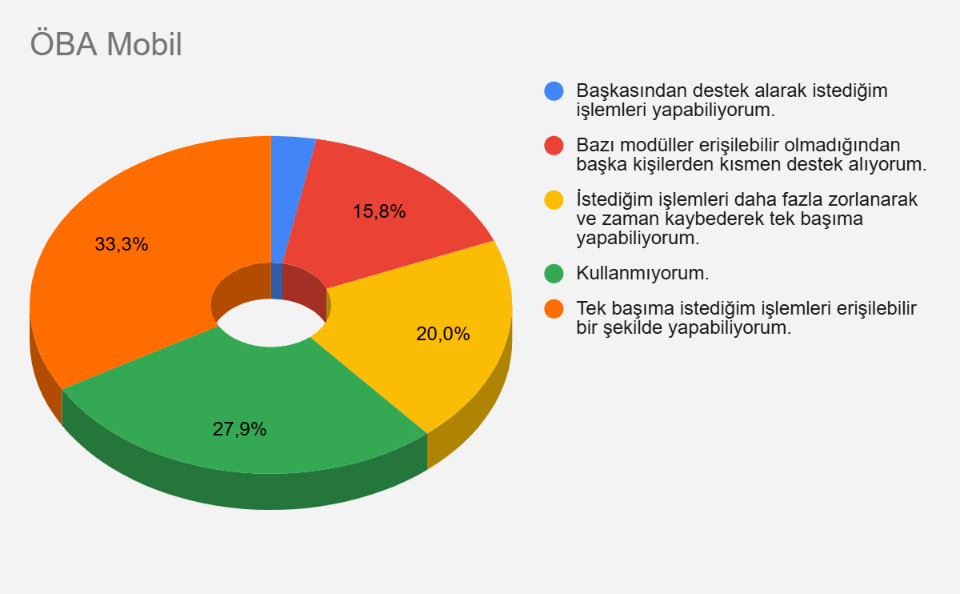 ÖBA Mobil
Başkasından destek alarak istediğim
işlemleri yapabiliyorum.
Bazı modüller erişilebilir olmadığından
başka kişilerden kısmen destek alıyorum.
İstediğim işlemleri daha fazla zorlanarak
ve zaman kaybederek tek başıma
yapabiliyorum.
Kullanmıyorum.
Tek başıma istediğim işlemleri erişilebilir
bir şekilde yapabiliyorum.
15,8%
33,3%
20,0%
27,9%